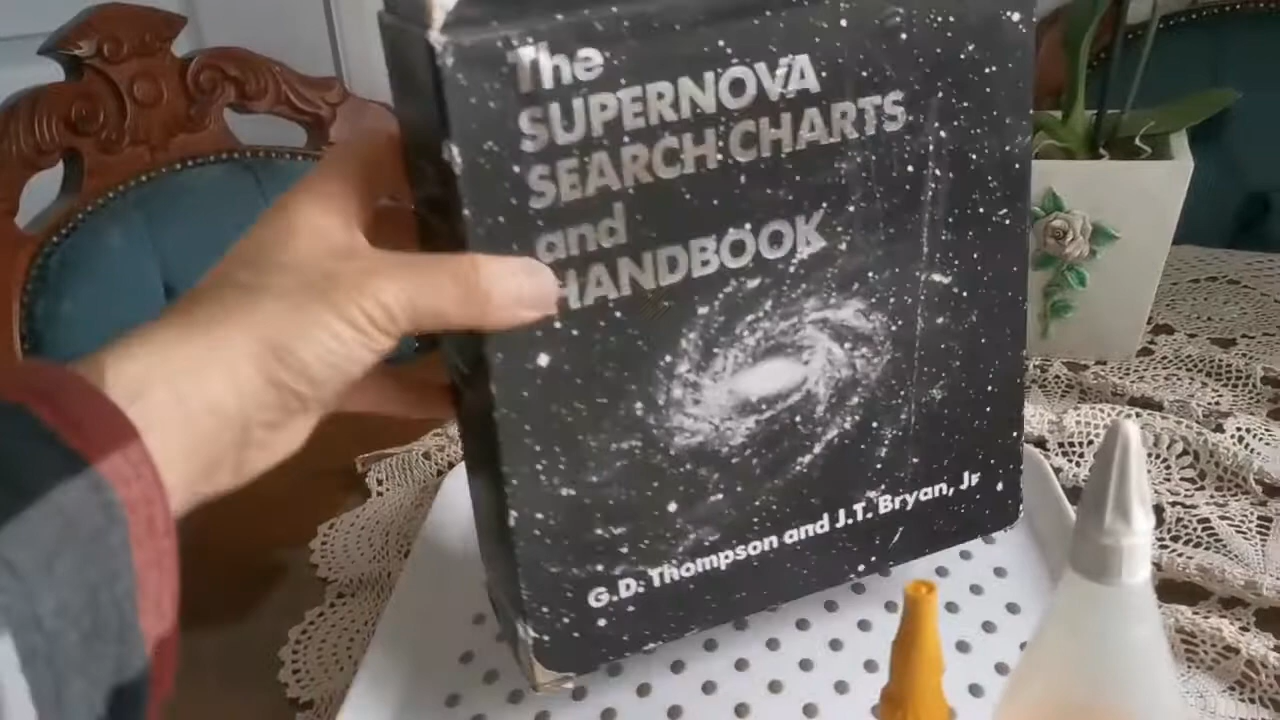 The
SUPERNOVA
SEARCH CHARTS
and
HANDBOOK
G.D. Thompson and J.T. Bryan, Jr